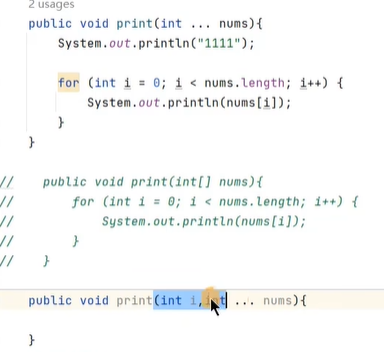 2 usages
public void print(int ... nums){
System.out.println("1111");
for (int i = 0; i < nums.length; i++) {
System.out.println(nums[i]);
}
}
// public void print(int[] nums){
// for (int i = 0; i < nums.length; i++) {
// System.out.println(nums[i]);
// }
// }
public void print(int i,int ... nums){
}